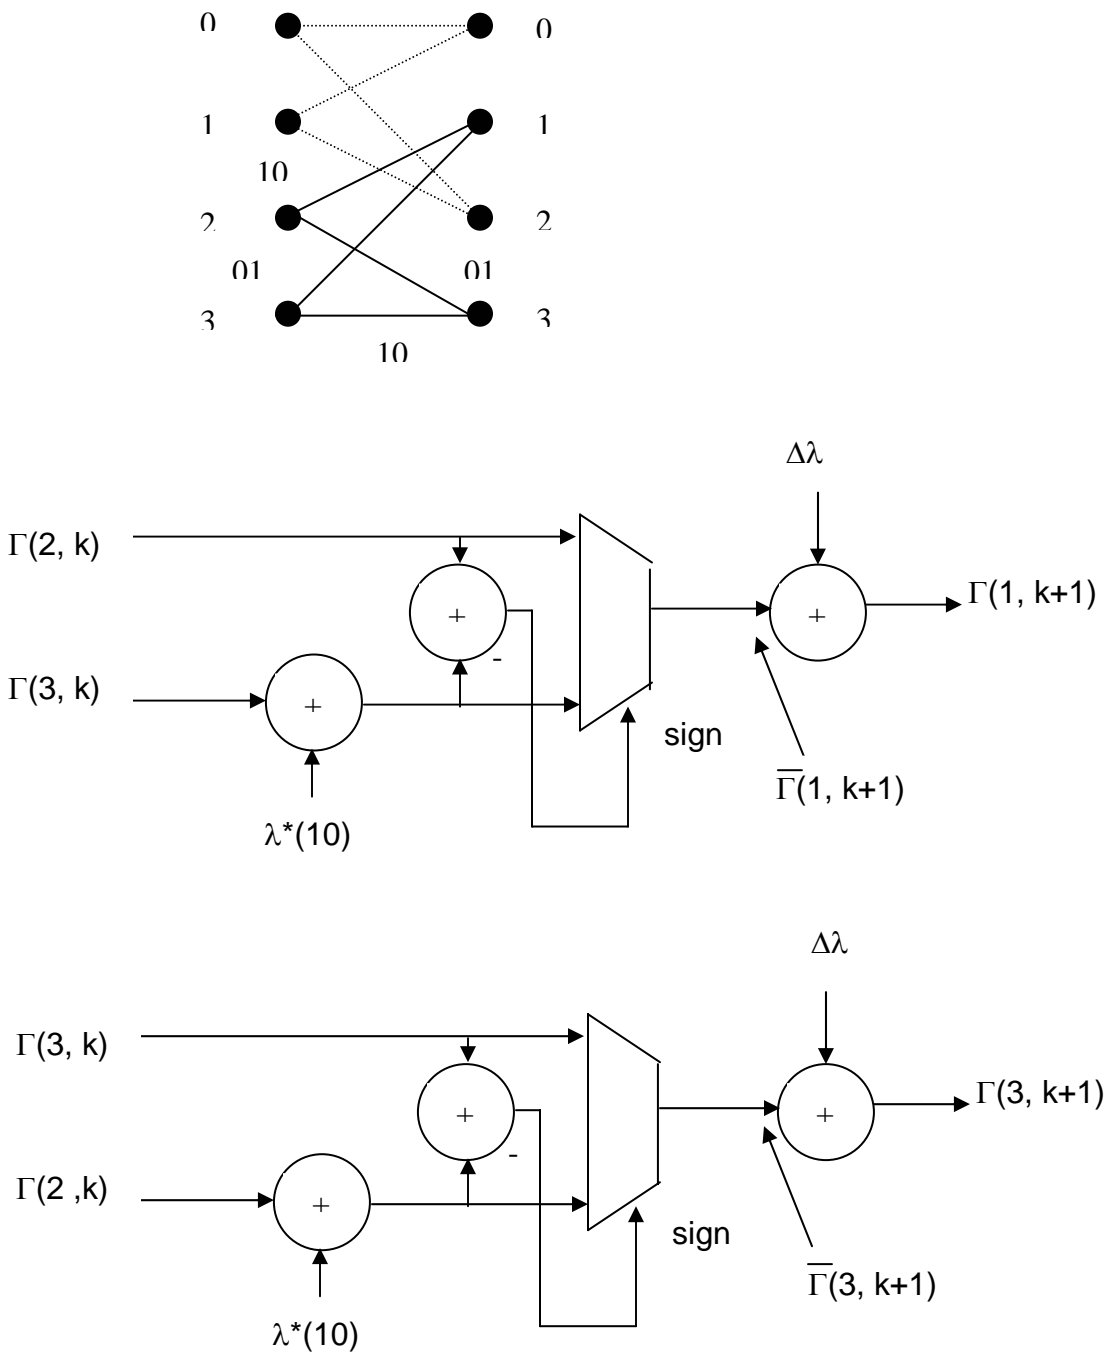 0 0
1 1
10
2 2
01 01
3 3
10
Δλ
Γ(2, k)
+ + Γ(1, k+1)
-
Γ(3, k)
+
sign
Γ̅(1, k+1)
λ*(10)
Δλ
Γ(3, k)
+ + Γ(3, k+1)
-
Γ(2 ,k)
+
sign
Γ̅(3, k+1)
λ*(10)